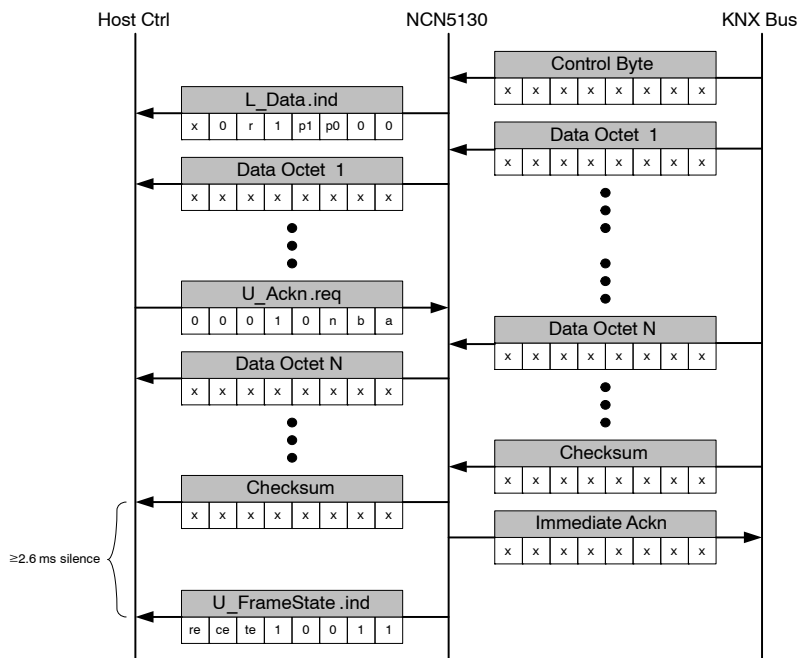 Host Ctrl NCN5130 KNX Bus
Control Byte
x x x x x x x x
L_Data.ind
x 0 r 1 p1 p0 0 0
Data Octet 1
x x x x x x x x
Data Octet 1
x x x x x x x x
U_Ackn.req
0 0 0 1 0 n b a
Data Octet N
x x x x x x x x
Data Octet N
x x x x x x x x
Checksum
x x x x x x x x
Checksum
x x x x x x x x
Immediate Ackn
x x x x x x x x
≥2.6 ms silence
U_FrameState.ind
re ce te 1 0 0 1 1